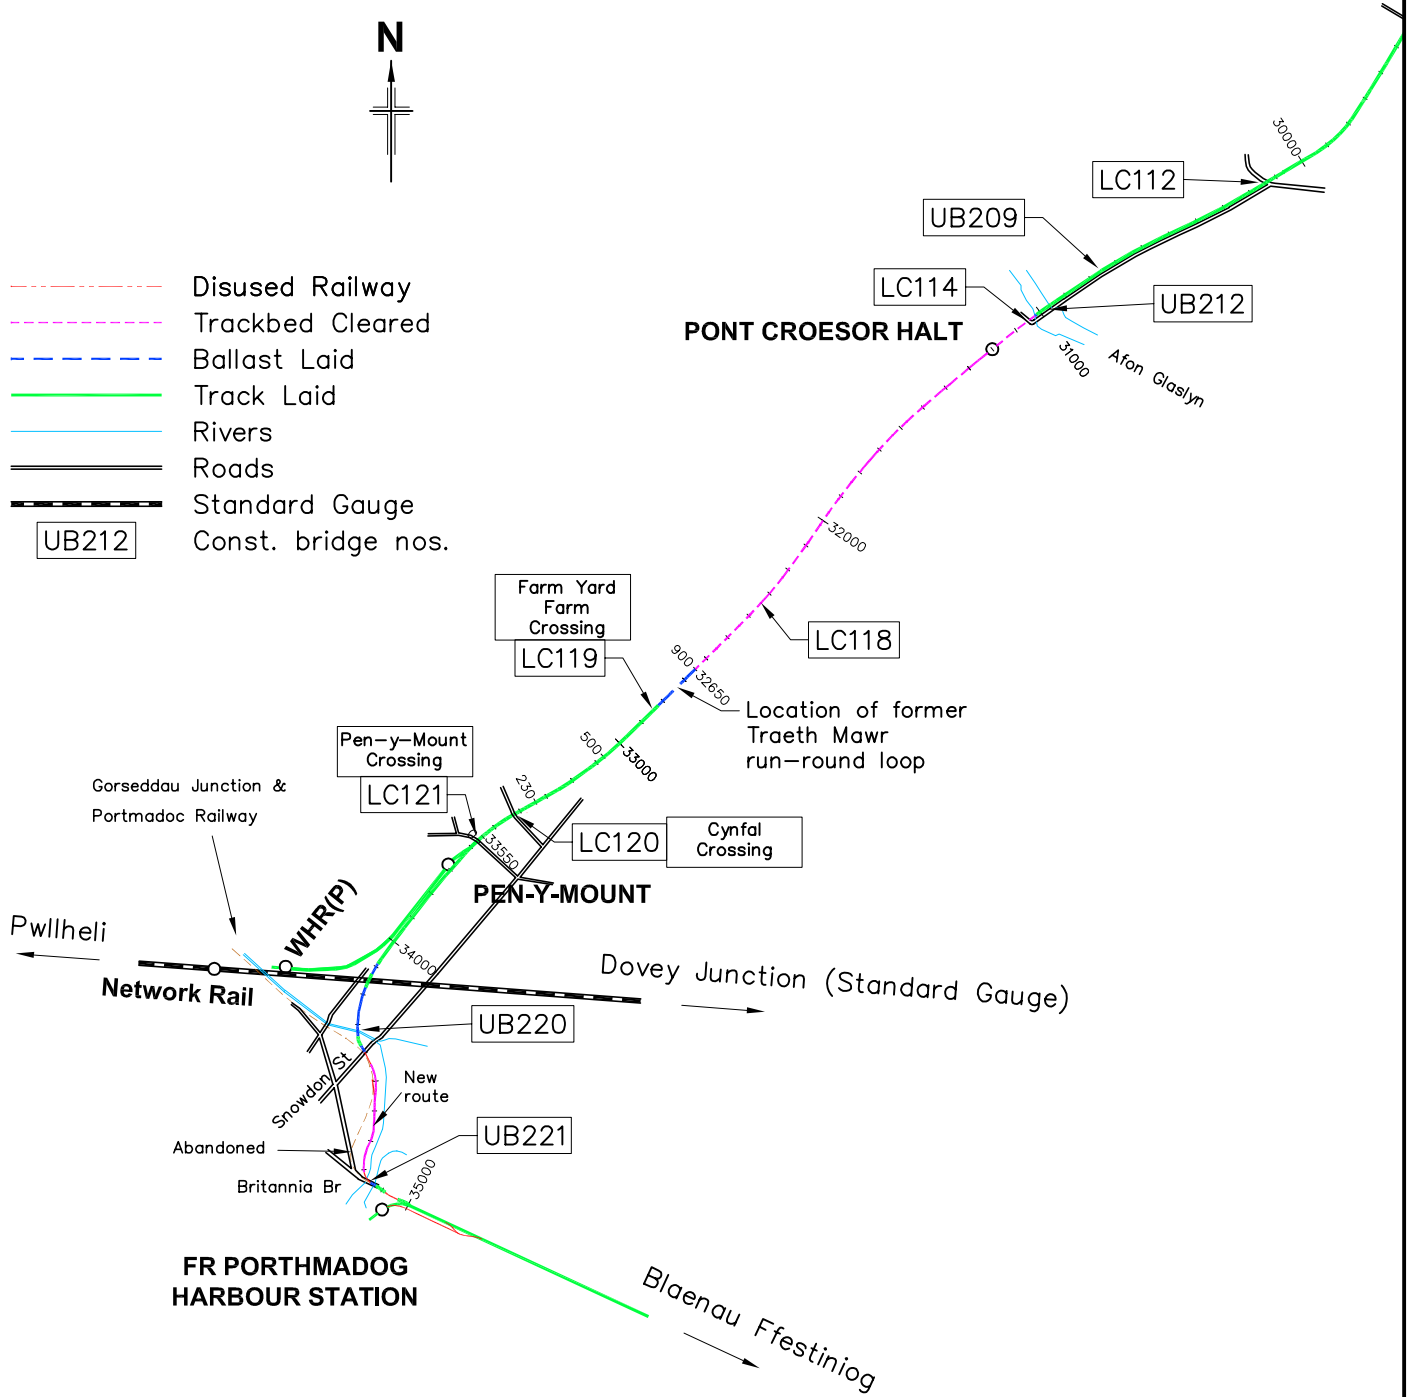 N
30000
LC112
UB209
LC114
UB212
PONT CROESOR HALT
31000
Afon Glaslyn
Disused Railway
Trackbed Cleared
Ballast Laid
Track Laid
Rivers
Roads
Standard Gauge
UB212
Const. bridge nos.
32000
Farm Yard
Farm
Crossing
LC119
LC118
900
32650
Location of former
Traeth Mawr
run-round loop
500
33000
Pen-y-Mount
Crossing
LC121
230
Gorseddau Junction &
Portmadoc Railway
LC120
Cynfal
Crossing
33550
PEN-Y-MOUNT
WHR(P)
Pwllheli
34000
Network Rail
Dovey Junction (Standard Gauge)
UB220
Snowdon St
New
route
UB221
Abandoned
Britannia Br
35000
FR PORTHMADOG
HARBOUR STATION
Blaenau Ffestiniog